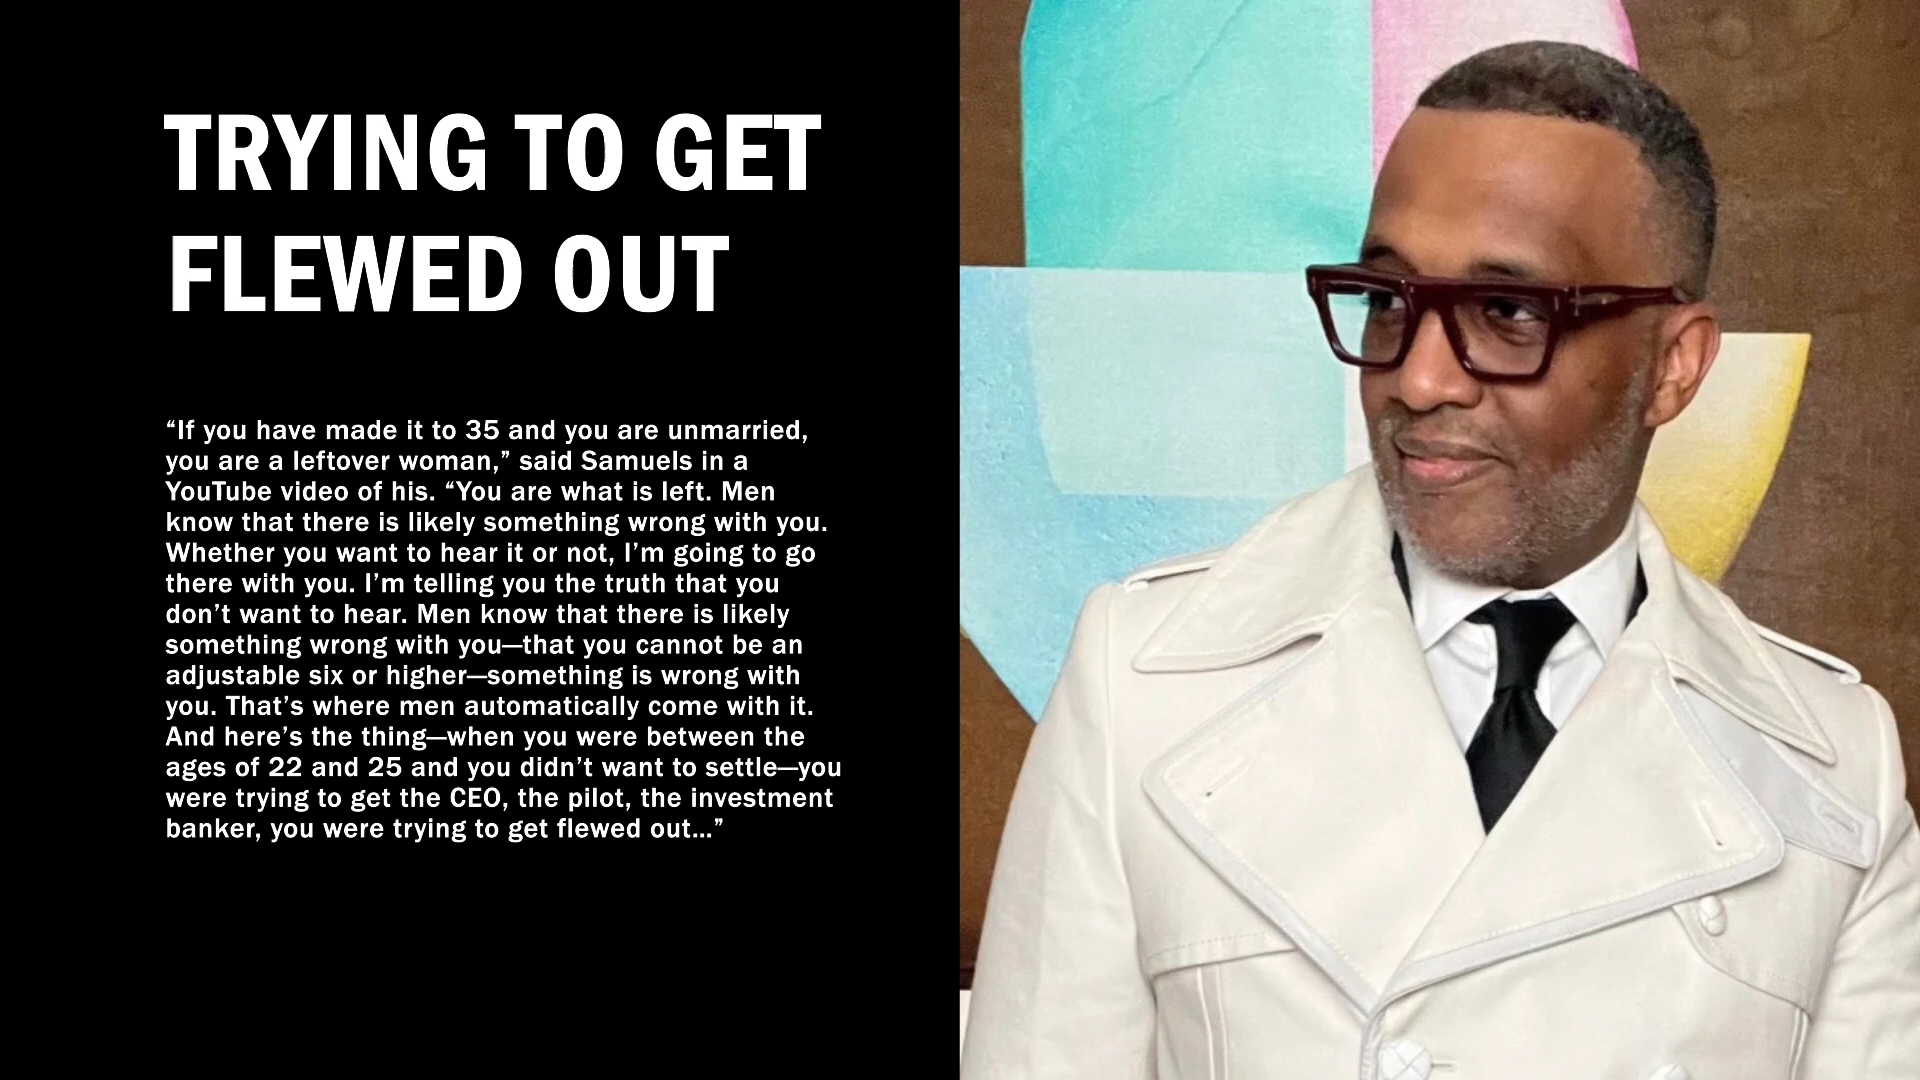 TRYING TO GET
FLEWED OUT
“If you have made it to 35 and you are unmarried,
you are a leftover woman,” said Samuels in a
YouTube video of his. “You are what is left. Men
know that there is likely something wrong with you.
Whether you want to hear it or not, I’m going to go
there with you. I’m telling you the truth that you
don’t want to hear. Men know that there is likely
something wrong with you—that you cannot be an
adjustable six or higher—something is wrong with
you. That’s where men automatically come with it.
And here’s the thing—when you were between the
ages of 22 and 25 and you didn’t want to settle—you
were trying to get the CEO, the pilot, the investment
banker, you were trying to get flewed out...”